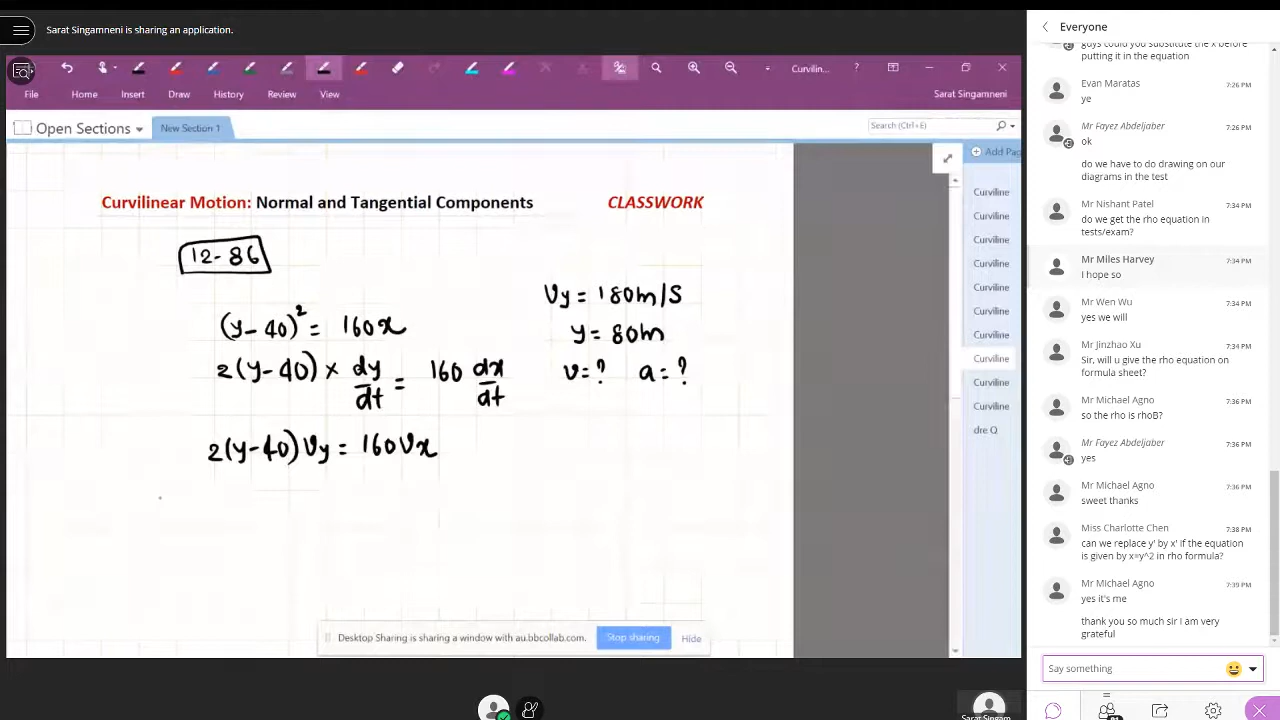 Sarat Singamneni is sharing an application.
Curvilin...
File Home Insert Draw History Review View
Sarat Singamneni
Open Sections
New Section 1
Search (Ctrl+E)
Curvilinear Motion: Normal and Tangential Components
CLASSWORK
12-86
(y-40)² = 160x
2(y-40) × dy/dt = 160 dx/dt
2(y-40)Vy = 160Vx
Vy = 180m/s
y = 80m
v=? a=?
Add Pag
Curviline
Curviline
Curviline
Curviline
Curviline
Curviline
Curviline
Curviline
Curviline
Curviline
dre Q
Desktop Sharing is sharing a window with au.bbcollab.com.
Stop sharing
Hide
Everyone
guys could you substitute the x before
putting it in the equation
Evan Maratas 7:26 PM
ye
Mr Fayez Abdeljaber 7:26 PM
ok
do we have to do drawing on our
diagrams in the test
Mr Nishant Patel 7:34 PM
do we get the rho equation in
tests/exam?
Mr Miles Harvey 7:34 PM
I hope so
Mr Wen Wu 7:34 PM
yes we will
Mr Jinzhao Xu 7:34 PM
Sir, will u give the rho equation on
formula sheet?
Mr Michael Agno 7:36 PM
so the rho is rhoB?
Mr Fayez Abdeljaber 7:36 PM
yes
Mr Michael Agno 7:36 PM
sweet thanks
Miss Charlotte Chen 7:38 PM
can we replace y' by x' if the equation
is given by x=y^2 in rho formula?
Mr Michael Agno 7:39 PM
yes it's me
thank you so much sir I am very
grateful
Say something
Sarat Singam